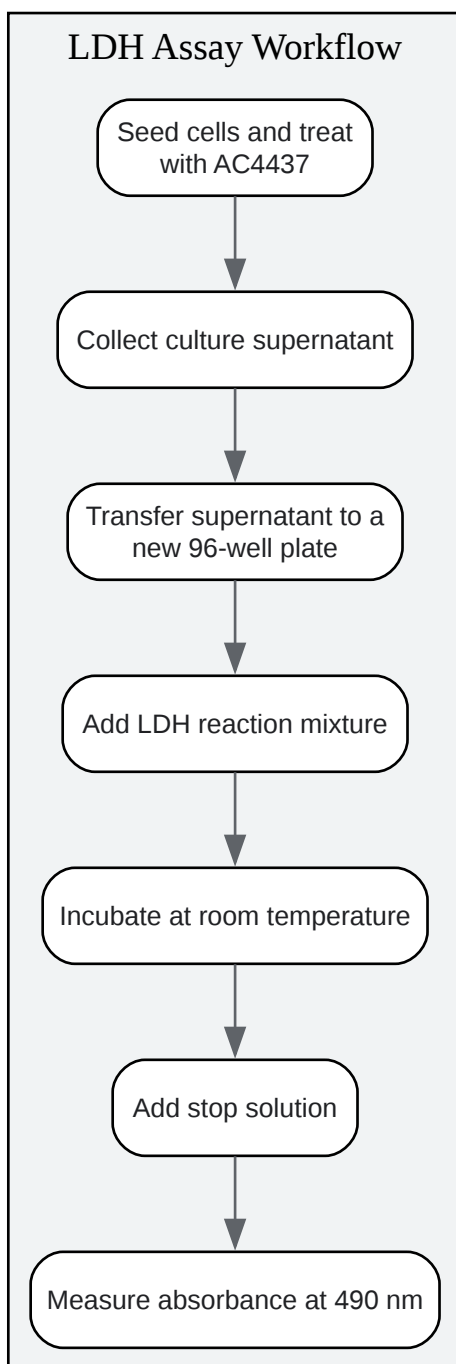 LDH Assay Workflow
Seed cells and treat
with AC4437
Collect culture supernatant
Transfer supernatant to a
new 96-well plate
Add LDH reaction mixture
Incubate at room temperature
Add stop solution
Measure absorbance at 490 nm